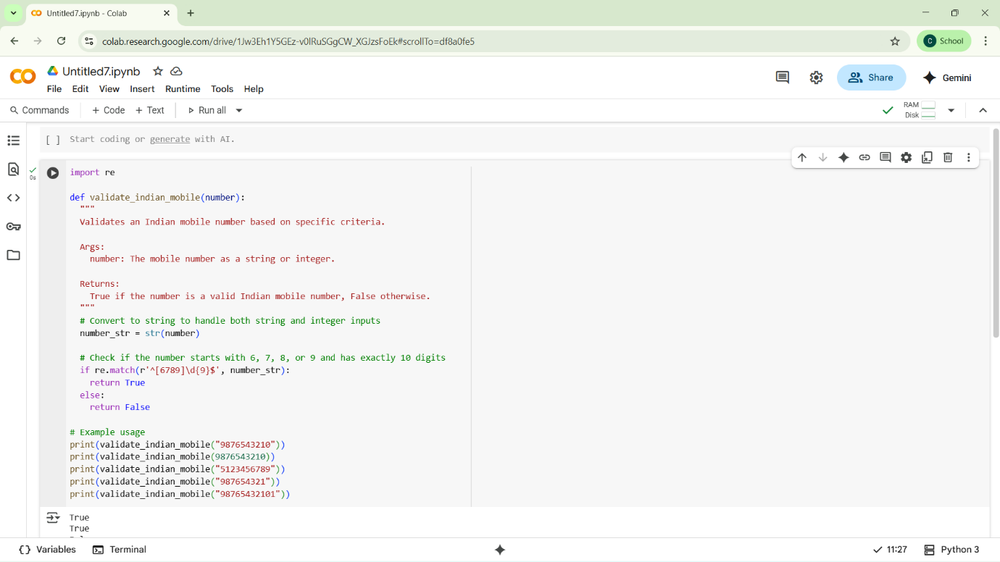 Untitled7.ipynb - Colab
colab.research.google.com/drive/1Jw3Eh1Y5GEz-v0lRuSGgCW_XGJzsFoEk#scrollTo=df8a0fe5
C School
Untitled7.ipynb
File Edit View Insert Runtime Tools Help
Share
Gemini
Commands + Code + Text Run all
RAM
Disk
[ ] Start coding or generate with AI.
0s
import re
def validate_indian_mobile(number):
"""
Validates an Indian mobile number based on specific criteria.
Args:
number: The mobile number as a string or integer.
Returns:
True if the number is a valid Indian mobile number, False otherwise.
"""
# Convert to string to handle both string and integer inputs
number_str = str(number)
# Check if the number starts with 6, 7, 8, or 9 and has exactly 10 digits
if re.match(r'^[6789]\d{9}$', number_str):
return True
else:
return False
# Example usage
print(validate_indian_mobile("9876543210"))
print(validate_indian_mobile(9876543210))
print(validate_indian_mobile("5123456789"))
print(validate_indian_mobile("987654321"))
print(validate_indian_mobile("98765432101"))
True
True
{ } Variables Terminal
11:27 Python 3